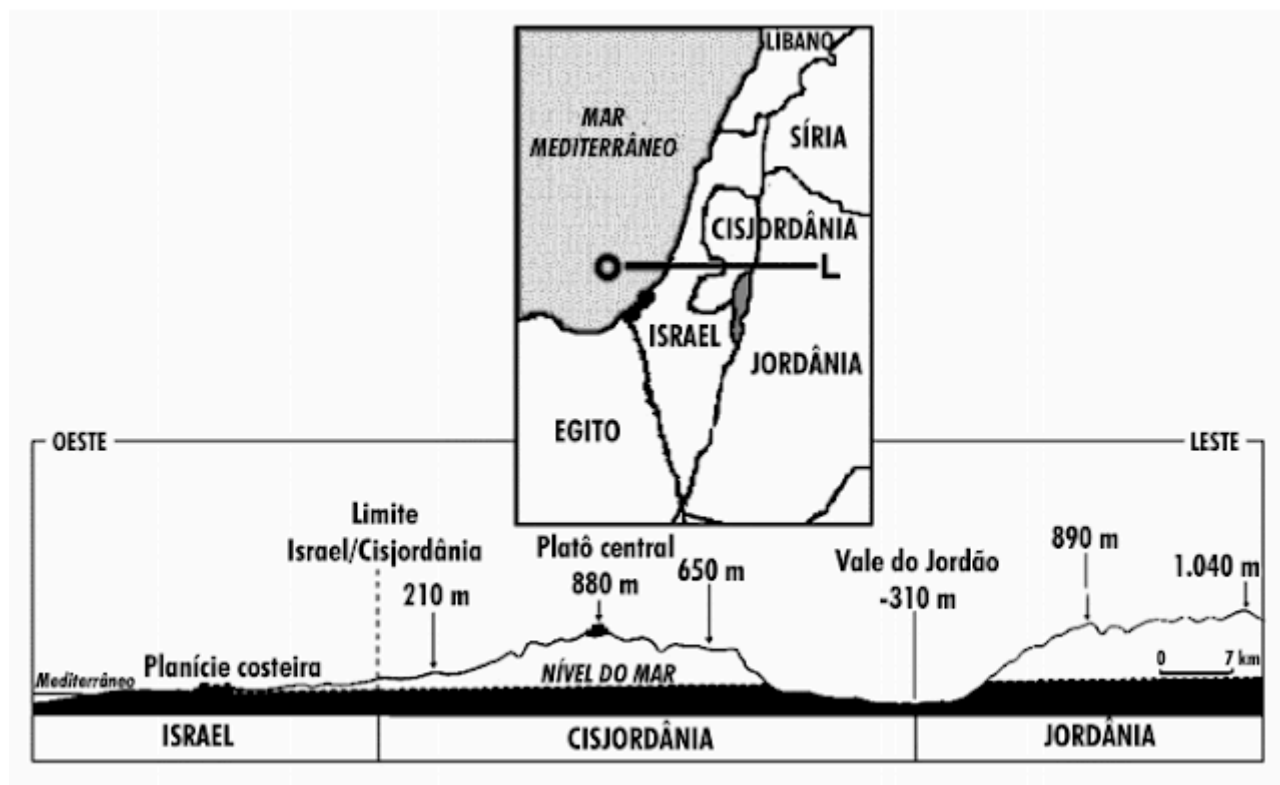 LÍBANO
MAR
MEDITERRÂNEO
SÍRIA
CISJORDÂNIA
O
L
ISRAEL
JORDÂNIA
EGITO
OESTE
LESTE
Limite
Israel/Cisjordânia
210 m
Platô central
880 m
650 m
Vale do Jordão
-310 m
890 m
1.040 m
Mediterrâneo
Planície costeira
NÍVEL DO MAR
0 7 km
ISRAEL
CISJORDÂNIA
JORDÂNIA